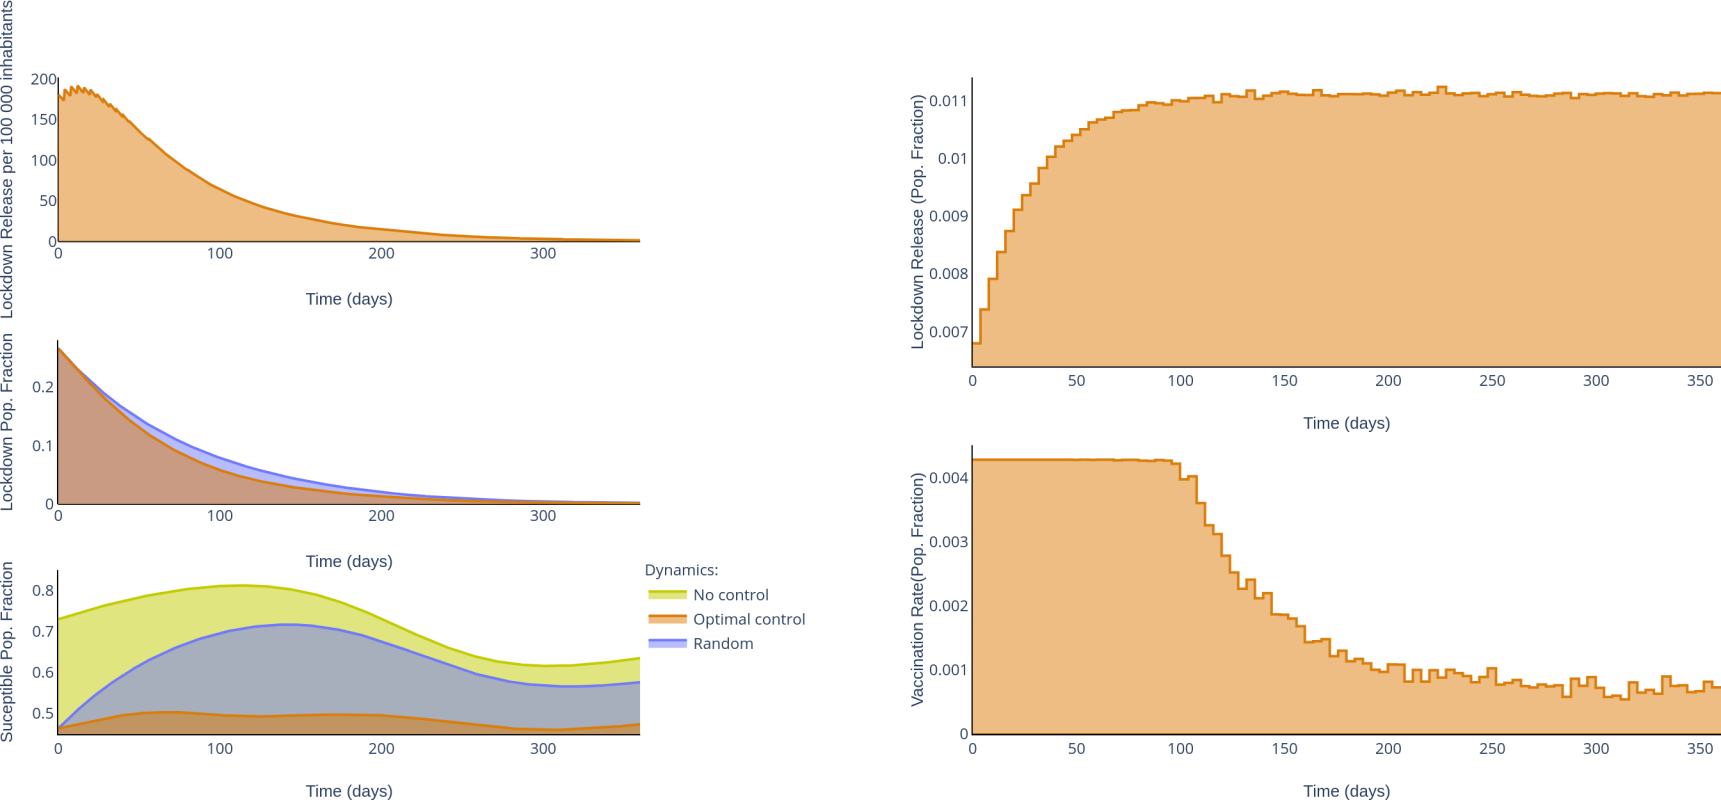 Lockdown Release per 100 000 inhabitants
200
150
100
50
0
0 100 200 300
Time (days)
Lockdown Pop. Fraction
0.2
0.1
0
0 100 200 300
Time (days)
Suceptible Pop. Fraction
0.8
0.7
0.6
0.5
0 100 200 300
Time (days)
Dynamics:
No control
Optimal control
Random
Lockdown Release (Pop. Fraction)
0.011
0.01
0.009
0.008
0.007
0 50 100 150 200 250 300 350
Time (days)
Vaccination Rate(Pop. Fraction)
0.004
0.003
0.002
0.001
0
0 50 100 150 200 250 300 350
Time (days)